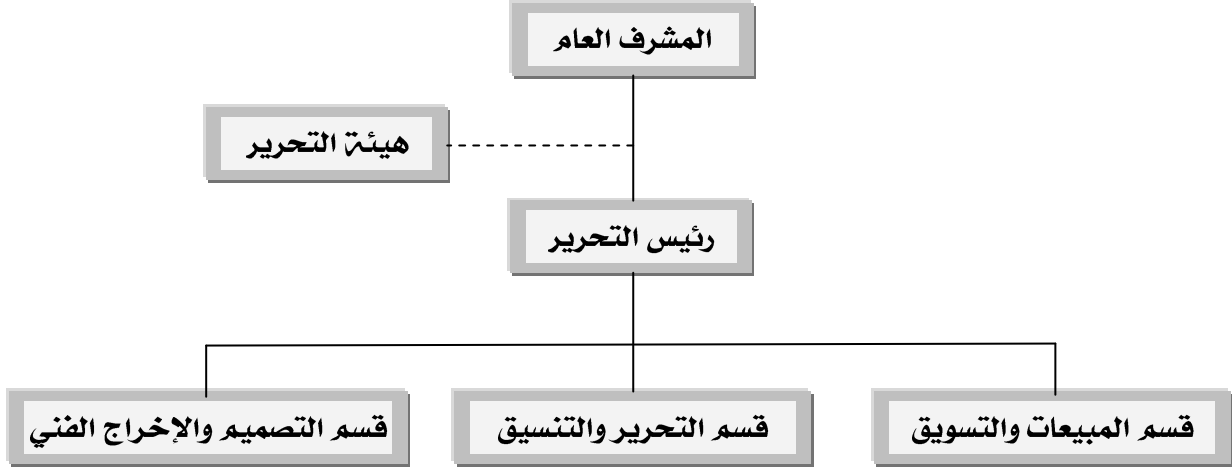 المشرف العام
هيئة التحرير
رئيس التحرير
قسم المبيعات والتسويق
قسم التحرير والتنسيق
قسم التصميم والإخراج الفني